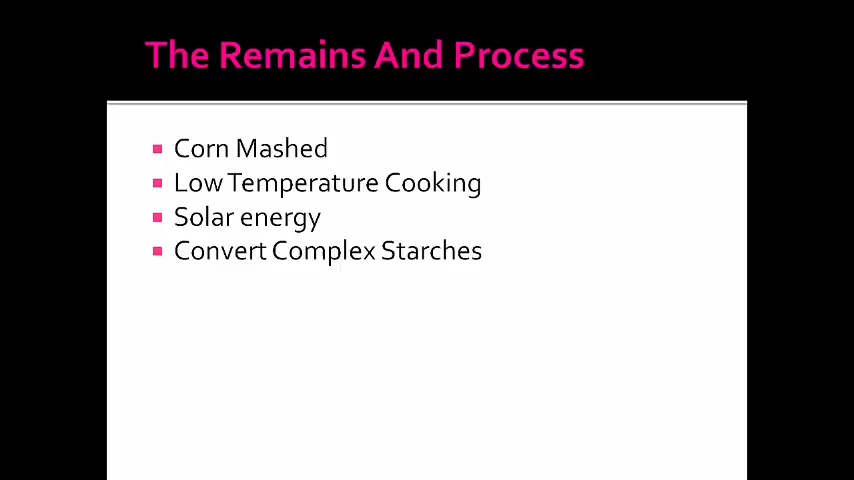 The Remains And Process
Corn Mashed
Low Temperature Cooking
Solar energy
Convert Complex Starches